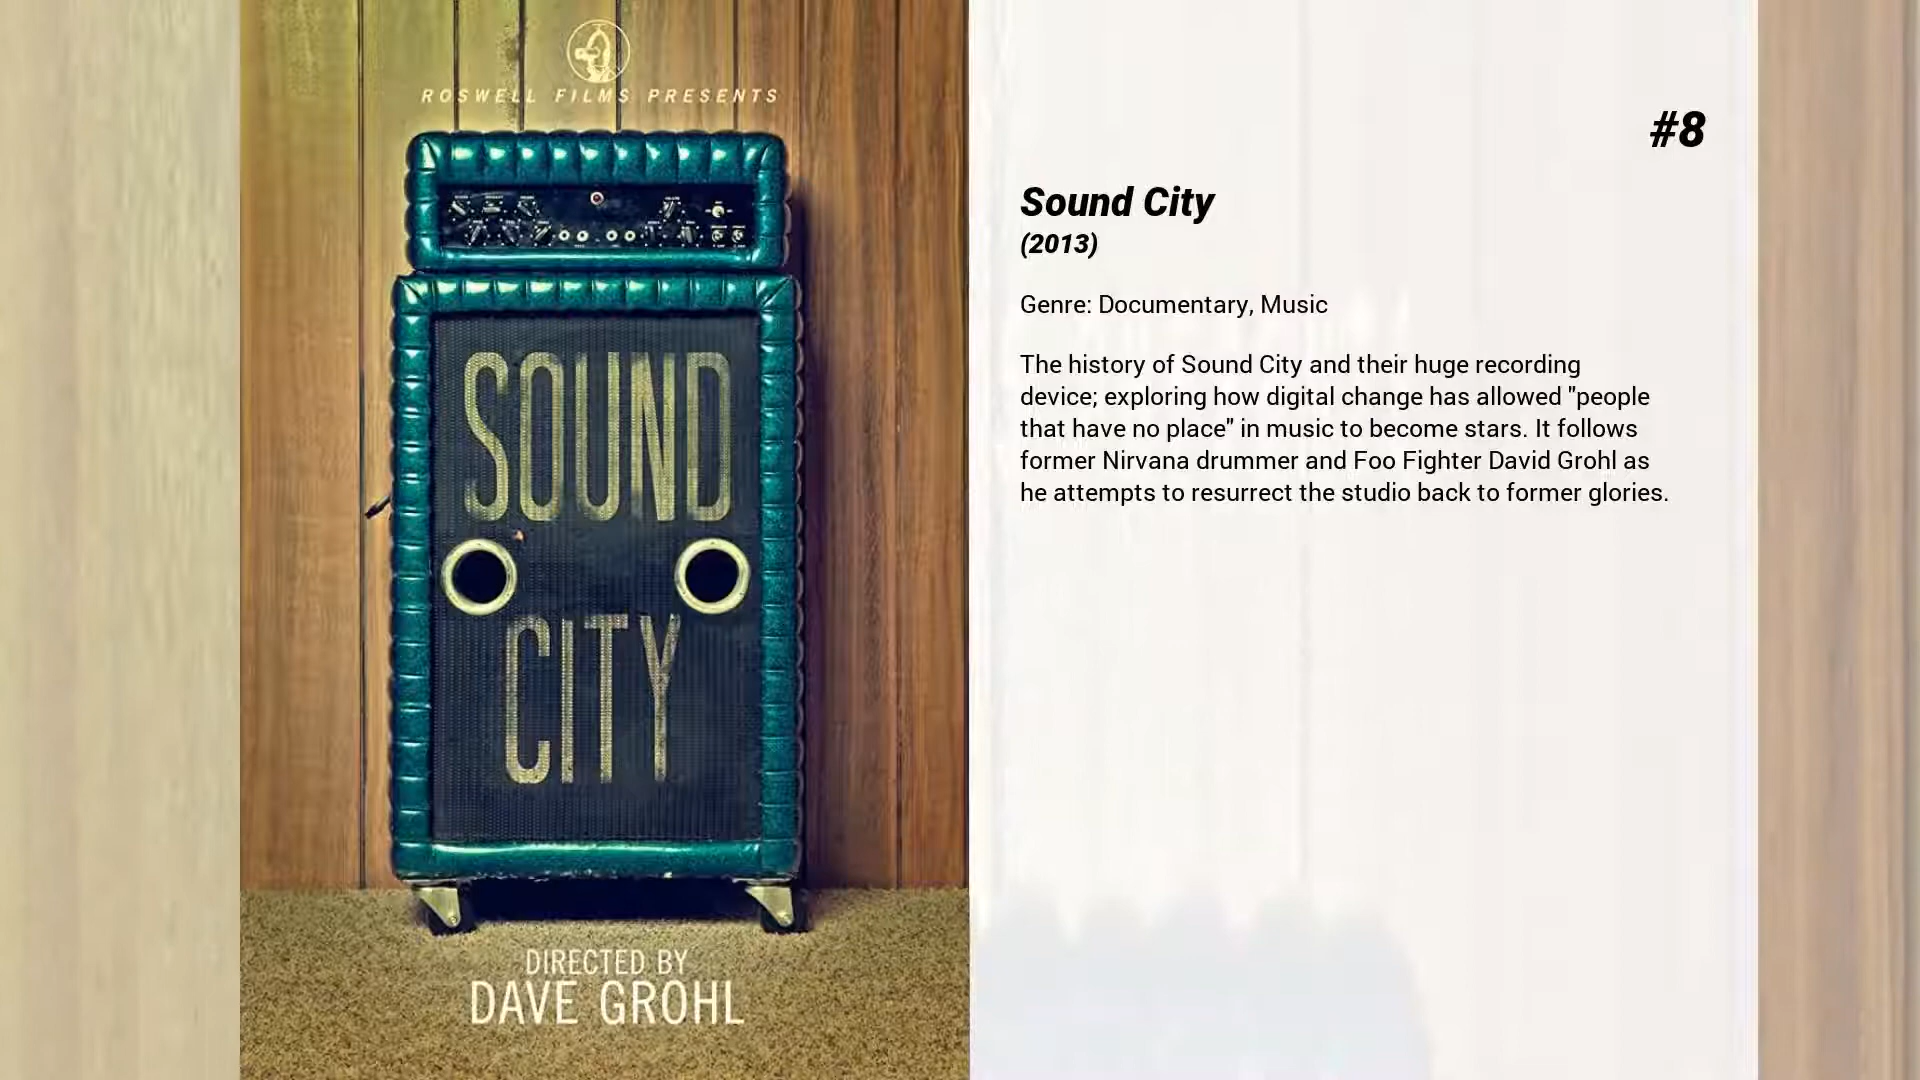 ROSWELL FILMS PRESENTS
SOUND
CITY
DIRECTED BY
DAVE GROHL
#8
Sound City
(2013)
Genre: Documentary, Music
The history of Sound City and their huge recording
device; exploring how digital change has allowed "people
that have no place" in music to become stars. It follows
former Nirvana drummer and Foo Fighter David Grohl as
he attempts to resurrect the studio back to former glories.